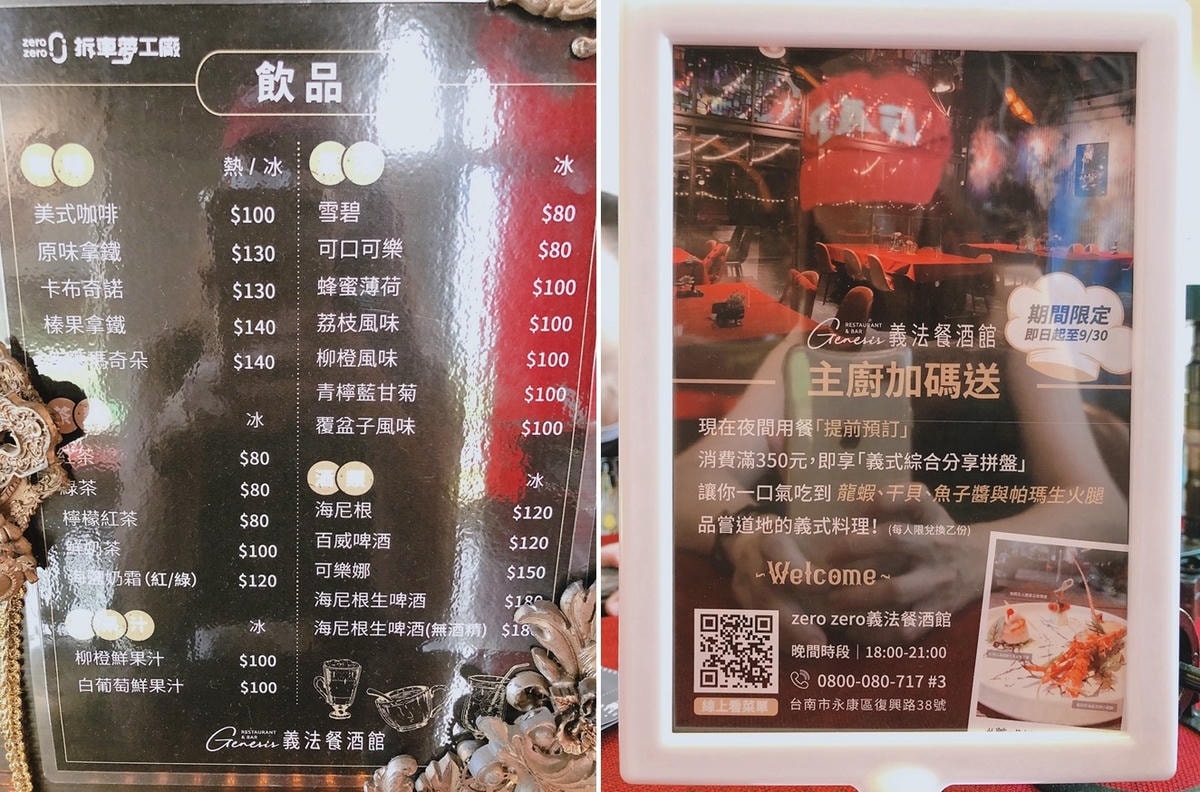 zero zero 拆車夢工廠
飲品
熱 / 冰
美式咖啡 $100
原味拿鐵 $130
卡布奇諾 $130
榛果拿鐵 $140
瑪奇朵 $140
冰
紅茶 $80
綠茶 $80
檸檬紅茶 $80
鮮奶茶 $100
海鹽奶霜(紅/綠) $120
汁 冰
柳橙鮮果汁 $100
白葡萄鮮果汁 $100
冰
雪碧 $80
可口可樂 $80
蜂蜜薄荷 $100
荔枝風味 $100
柳橙風味 $100
青檸藍甘菊 $100
覆盆子風味 $100
酒類 冰
海尼根 $120
百威啤酒 $120
可樂娜 $150
海尼根生啤酒 $180
海尼根生啤酒(無酒精) $18
Genesis RESTAURANT & BAR 義法餐酒館
期間限定
即日起至9/30
Genesis RESTAURANT & BAR 義法餐酒館
主廚加碼送
現在夜間用餐「提前預訂」
消費滿350元,即享「義式綜合分享拼盤」
讓你一口氣吃到 龍蝦、干貝、魚子醬與帕瑪生火腿
品嘗道地的義式料理! (每人限兌換乙份)
~Welcome~
zero zero義法餐酒館
晚間時段|18:00-21:00
0800-080-717 #3
線上看菜單
台南市永康區復興路38號